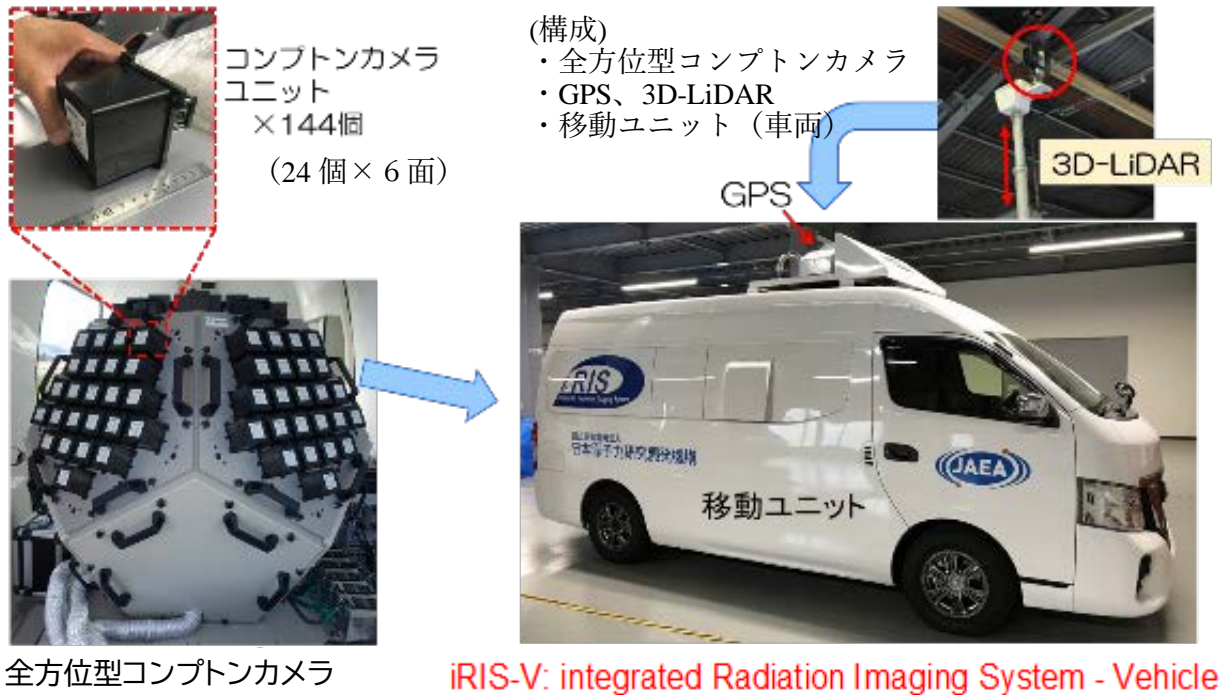 コンプトンカメラ
ユニット
×144個
（24 個× 6 面）
(構成)
・全方位型コンプトンカメラ
・GPS、3D-LiDAR
・移動ユニット（車両）
3D-LiDAR
GPS
iRIS
日本原子力研究開発機構
JAEA
移動ユニット
全方位型コンプトンカメラ
iRIS-V: integrated Radiation Imaging System - Vehicle